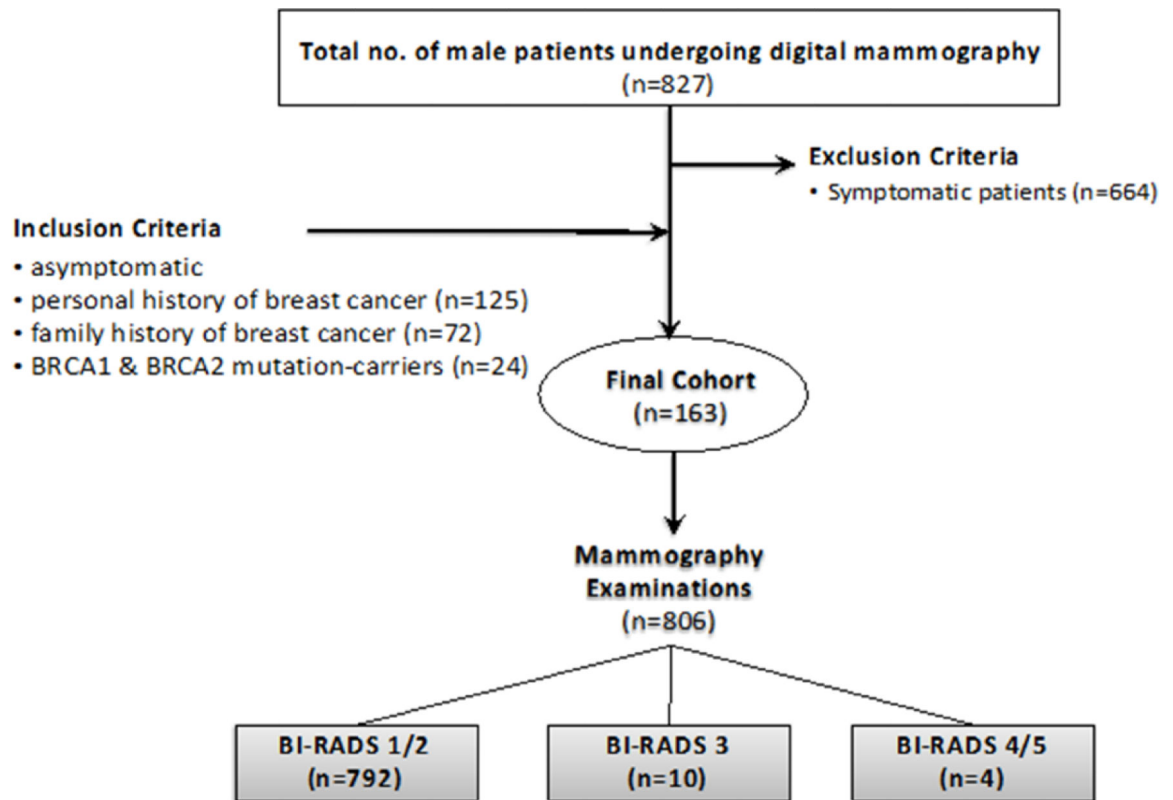 Total no. of male patients undergoing digital mammography
(n=827)
Exclusion Criteria
• Symptomatic patients (n=664)
Inclusion Criteria
• asymptomatic
• personal history of breast cancer (n=125)
• family history of breast cancer (n=72)
• BRCA1 & BRCA2 mutation-carriers (n=24)
Final Cohort
(n=163)
Mammography
Examinations
(n=806)
BI-RADS 1/2
(n=792)
BI-RADS 3
(n=10)
BI-RADS 4/5
(n=4)